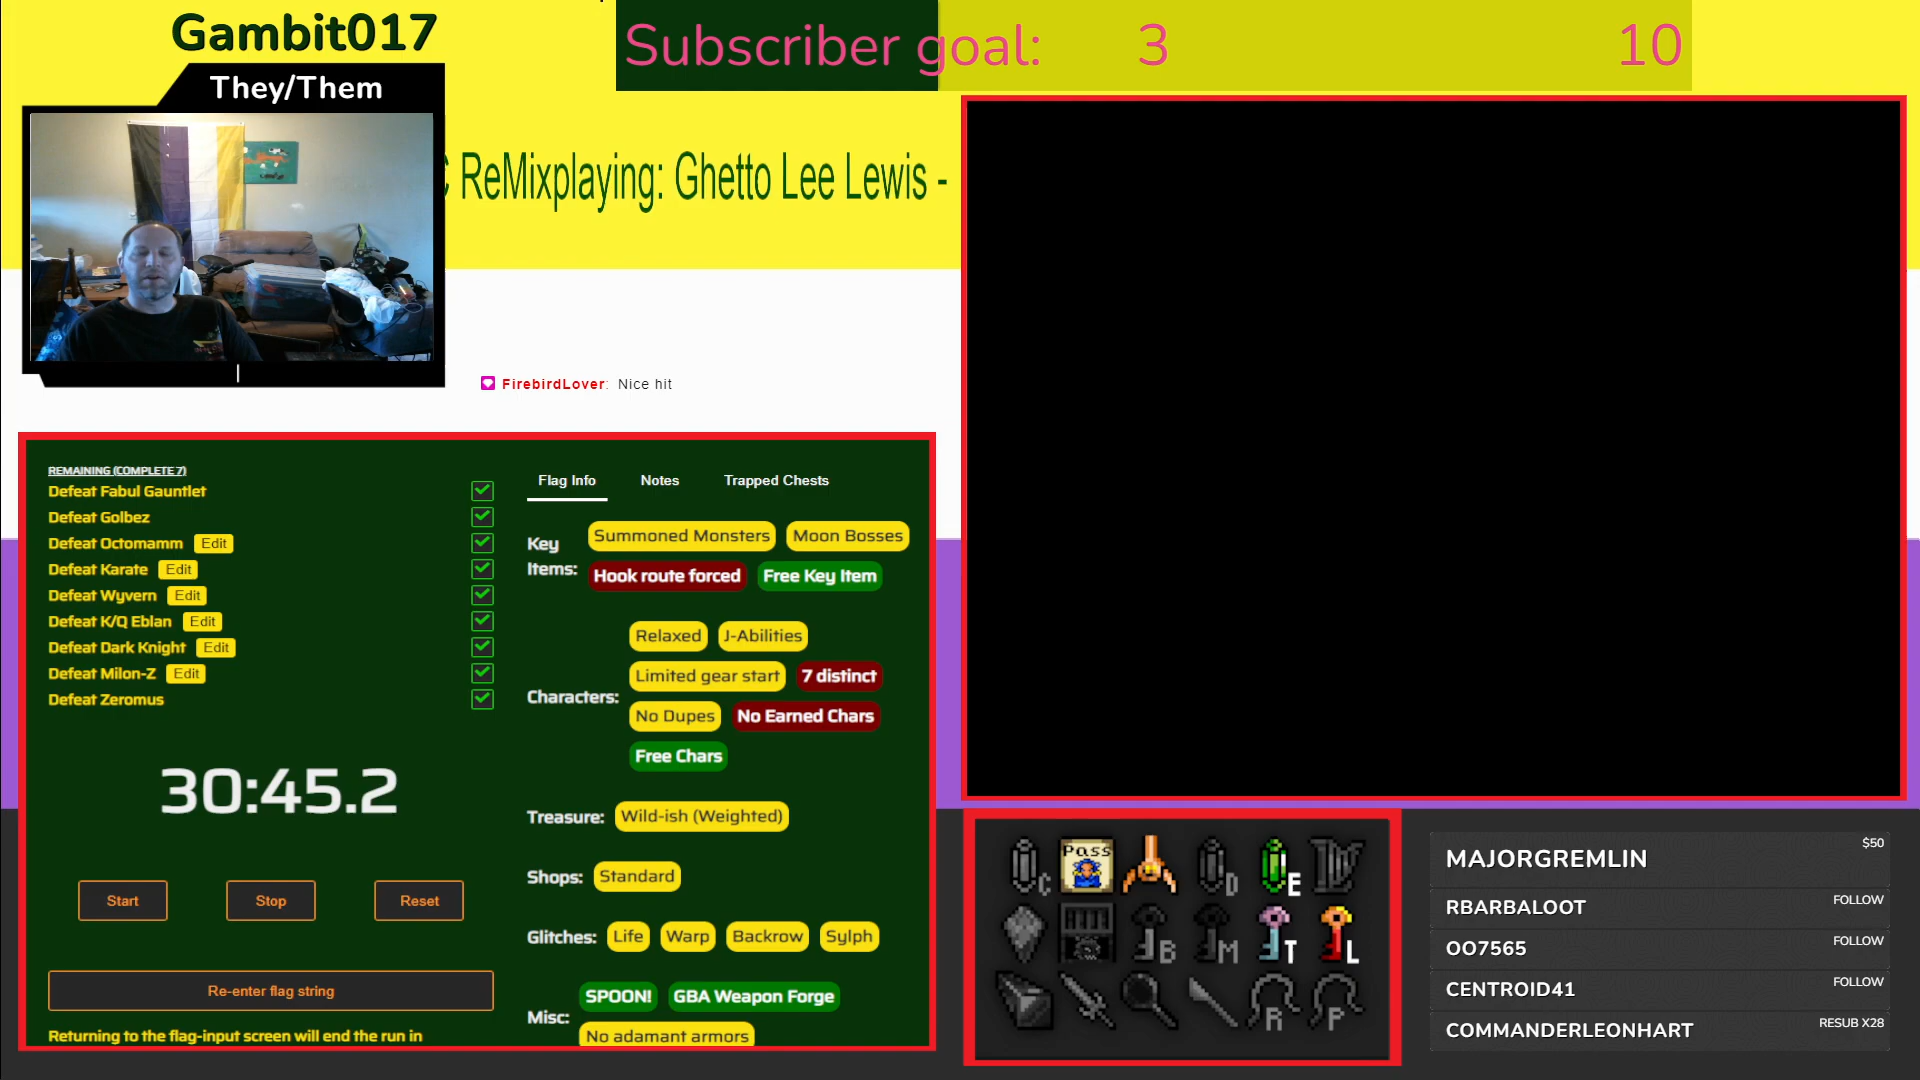 Gambit017
They/Them
Subscriber goal: 3 10
ReMixplaying: Ghetto Lee Lewis -
FirebirdLover: Nice hit
REMAINING (COMPLETE 7)
Defeat Fabul Gauntlet
Defeat Golbez
Defeat Octomamm Edit
Defeat Karate Edit
Defeat Wyvern Edit
Defeat K/Q Eblan Edit
Defeat Dark Knight Edit
Defeat Milon-Z Edit
Defeat Zeromus
30:45.2
Start Stop Reset
Re-enter flag string
Returning to the flag-input screen will end the run in
Flag Info Notes Trapped Chests
Key Items: Summoned Monsters Moon Bosses
Hook route forced Free Key Item
Characters: Relaxed J-Abilities
Limited gear start 7 distinct
No Dupes No Earned Chars
Free Chars
Treasure: Wild-ish (Weighted)
Shops: Standard
Glitches: Life Warp Backrow Sylph
Misc: SPOON! GBA Weapon Forge
No adamant armors
C Pass D E
B M T L
R P
MAJORGREMLIN $50
RBARBALOOT FOLLOW
OO7565 FOLLOW
CENTROID41 FOLLOW
COMMANDERLEONHART RESUB X28